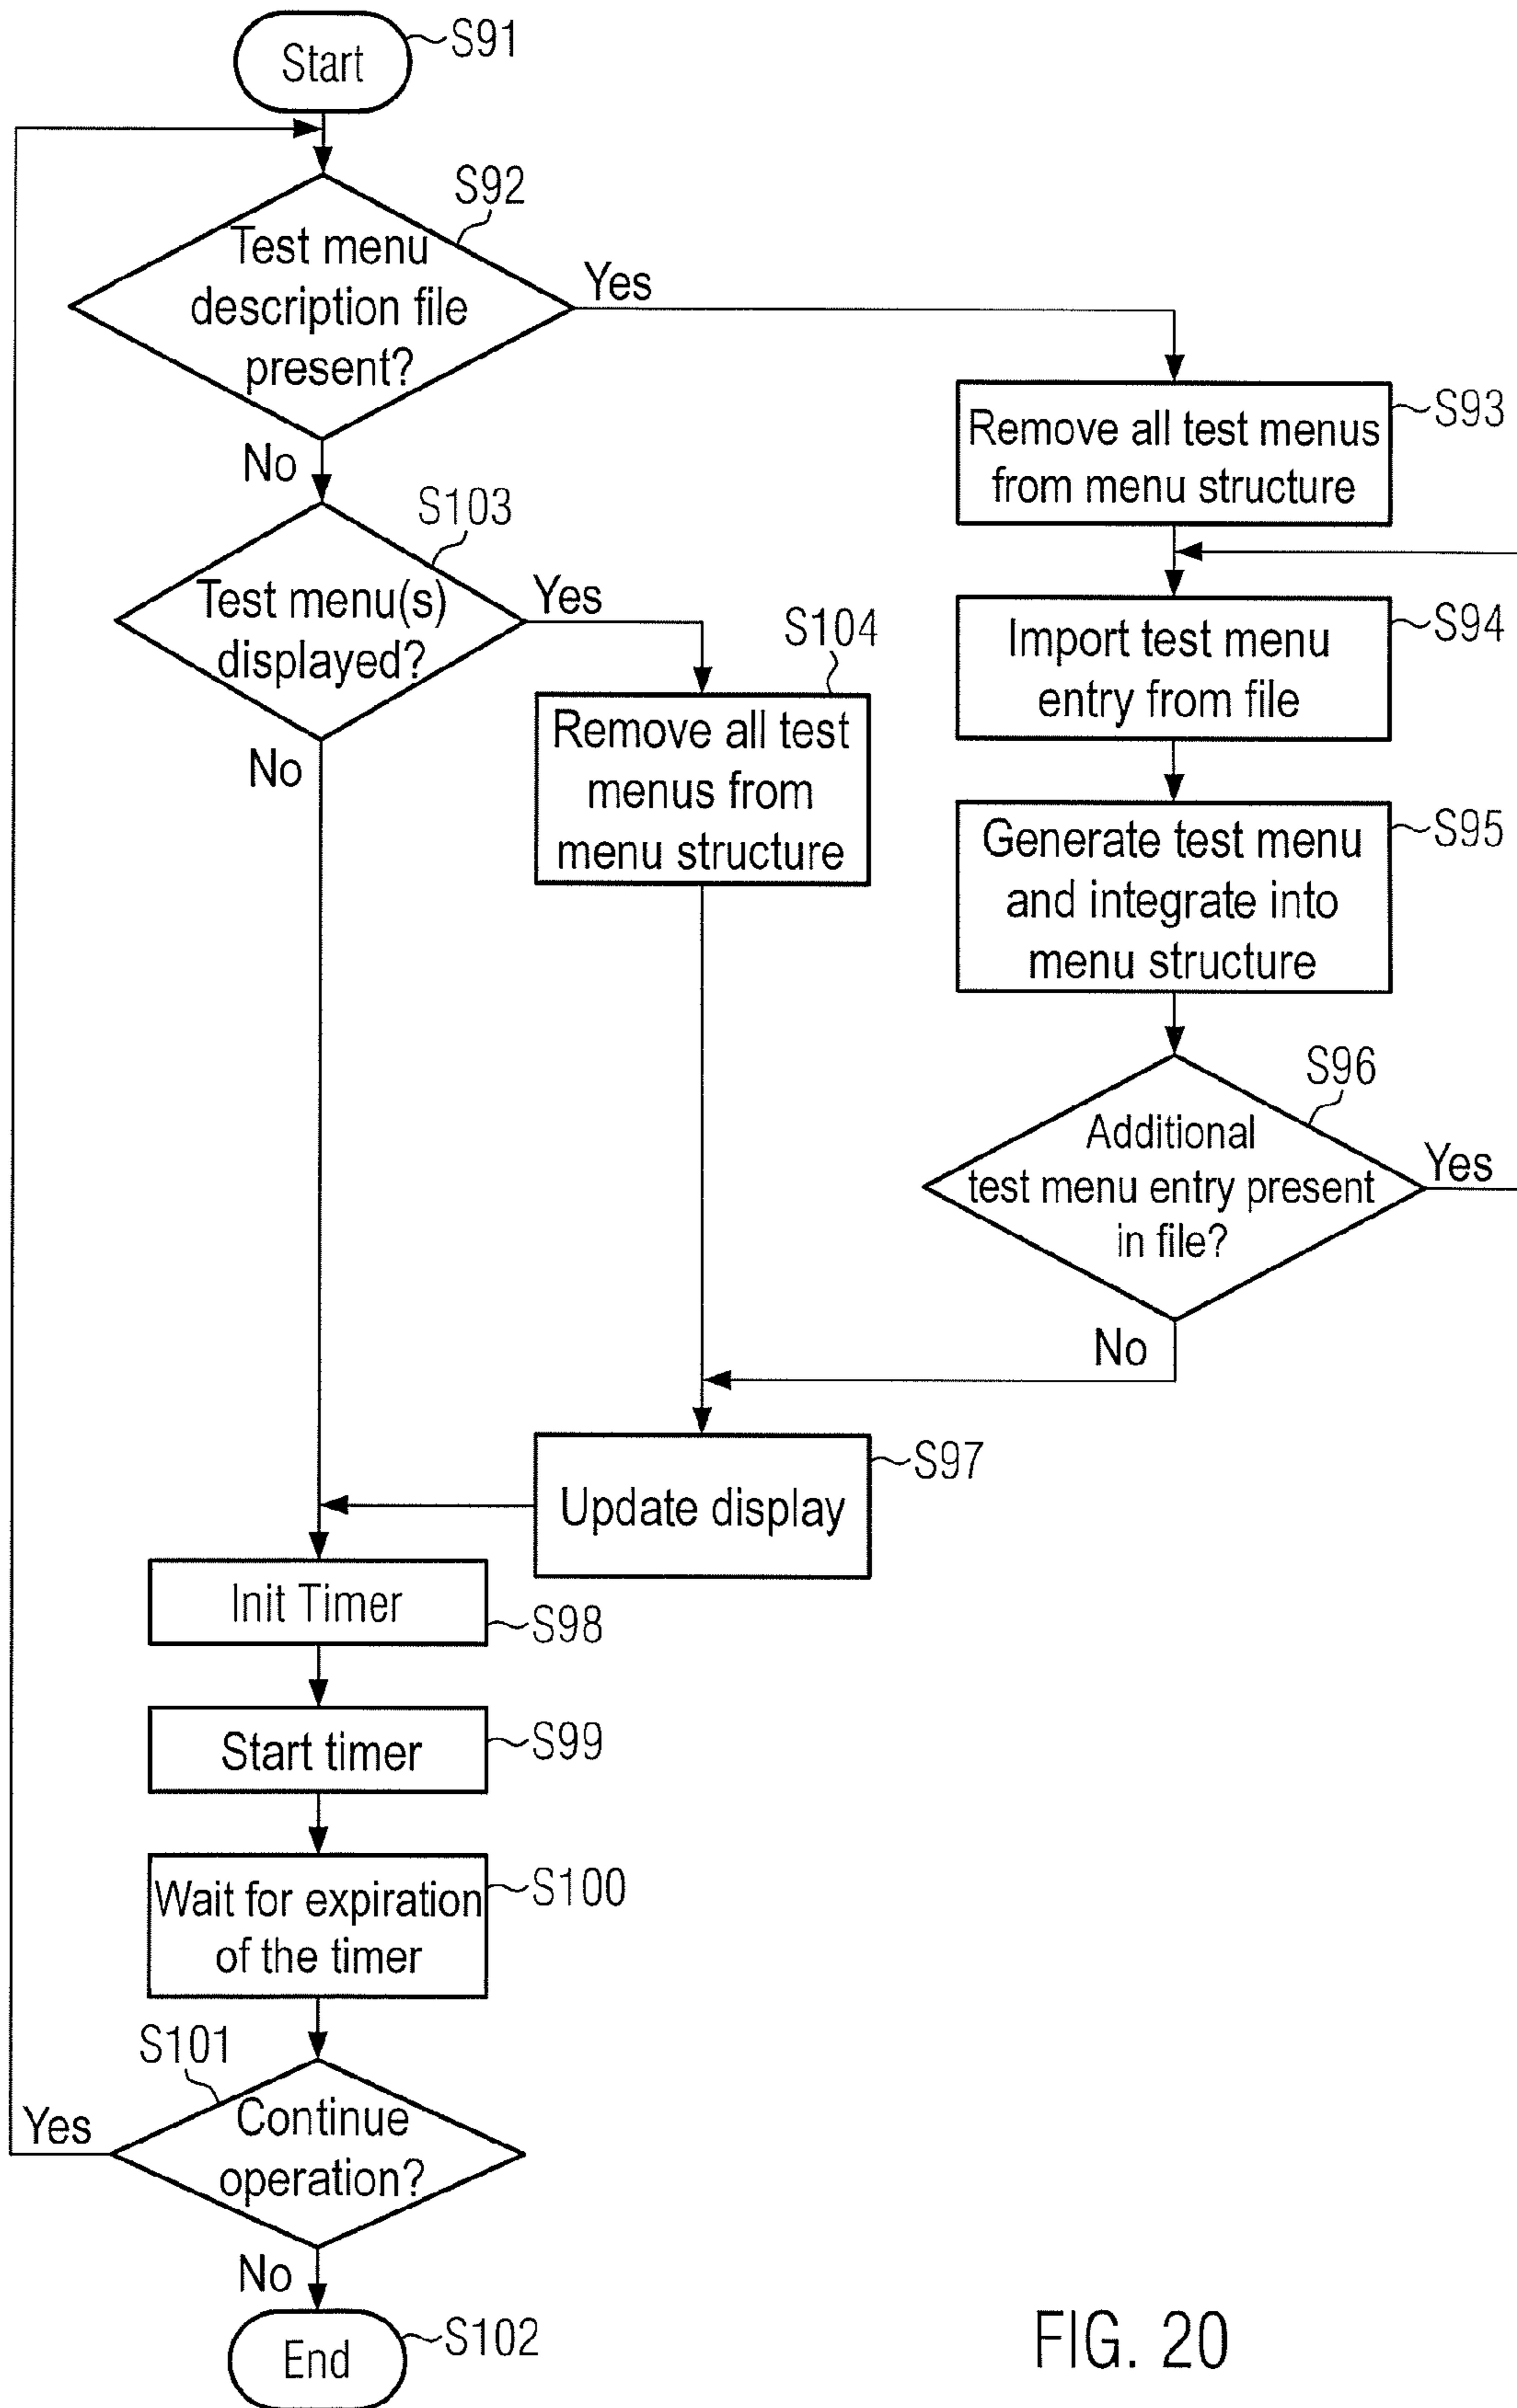 Start
S91
S92
Test menu
description file
present?
Yes
No
S93
Remove all test menus
from menu structure
S103
Test menu(s)
displayed?
Yes
No
S104
Remove all test
menus from
menu structure
S94
Import test menu
entry from file
S95
Generate test menu
and integrate into
menu structure
S96
Additional
test menu entry present
in file?
Yes
No
S97
Update display
Init Timer
S98
Start timer
S99
Wait for expiration
of the timer
S100
S101
Continue
operation?
Yes
No
End
S102
FIG. 20